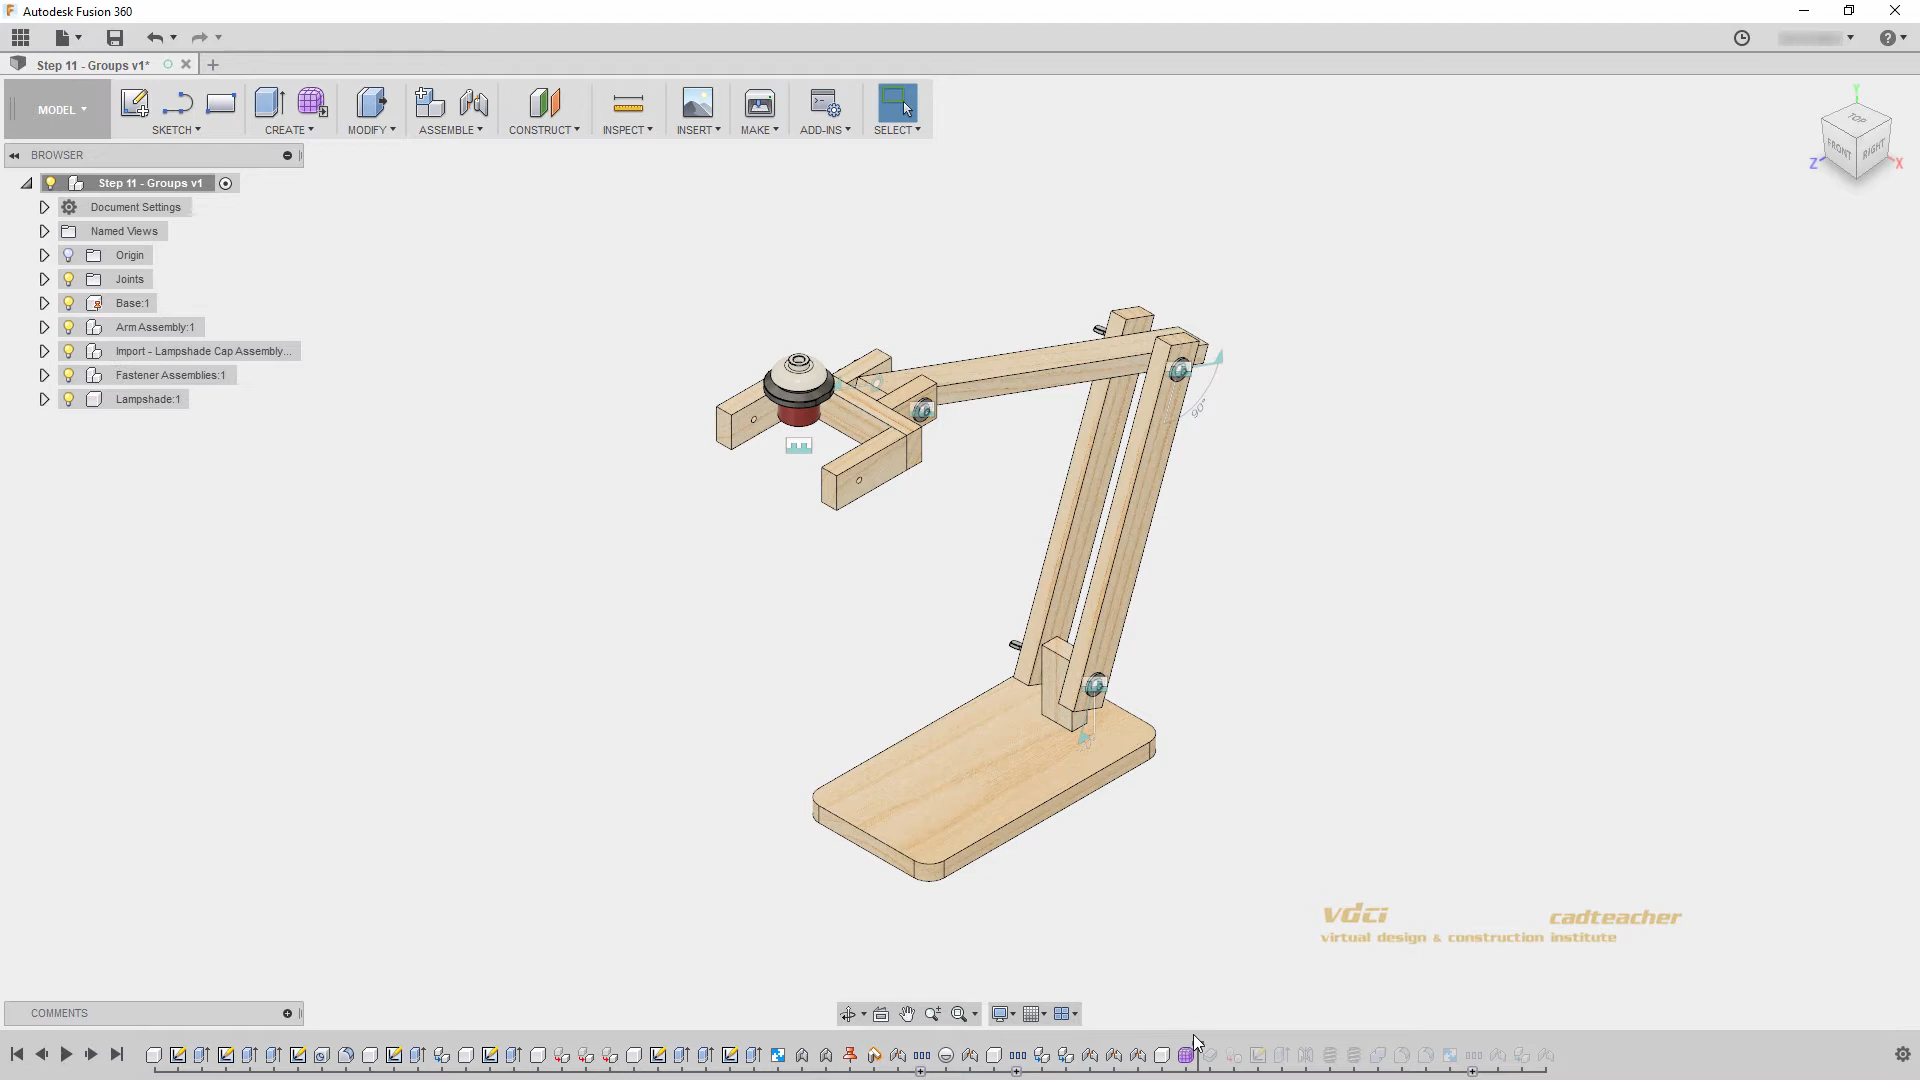 Autodesk Fusion 360
Step 11 - Groups v1*
MODEL
SKETCH
CREATE
MODIFY
ASSEMBLE
CONSTRUCT
INSPECT
INSERT
MAKE
ADD-INS
SELECT
BROWSER
Step 11 - Groups v1
Document Settings
Named Views
Origin
Joints
Base:1
Arm Assembly:1
Import - Lampshade Cap Assembly...
Fastener Assemblies:1
Lampshade:1
Y
TOP
FRONT
RIGHT
Z
X
90°
vdci cadteacher
virtual design & construction institute
COMMENTS